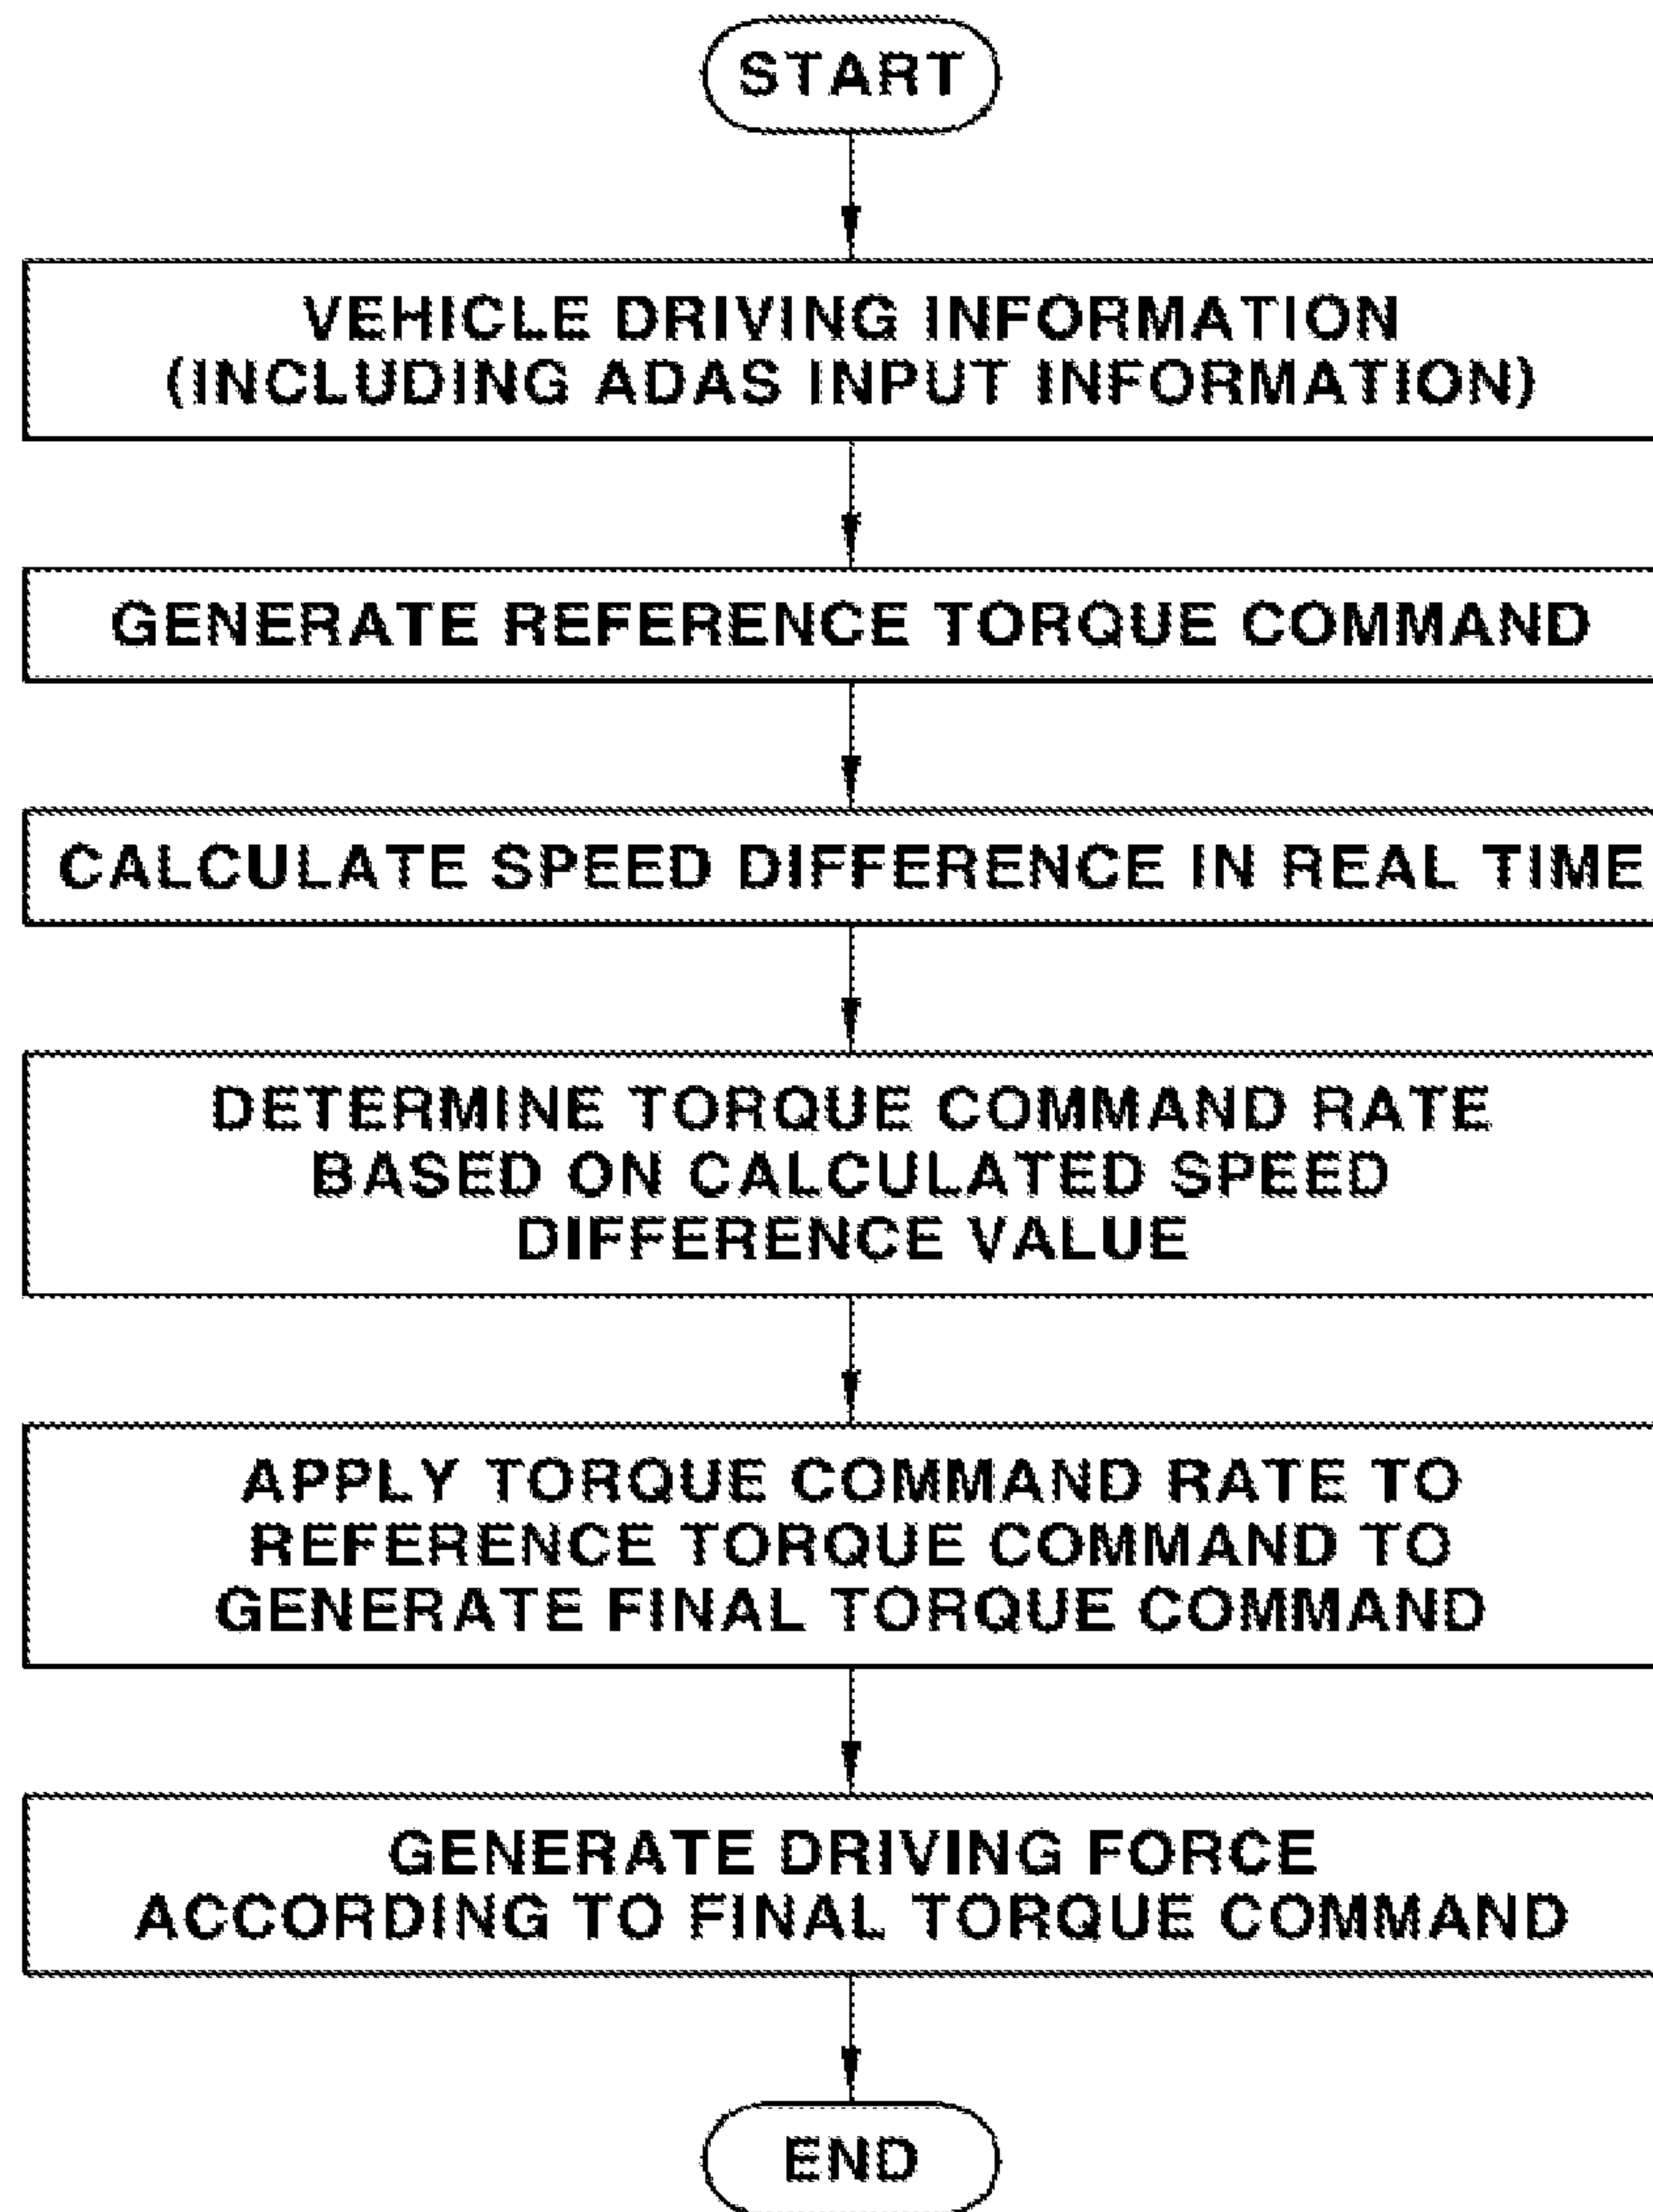 START
VEHICLE DRIVING INFORMATION
(INCLUDING ADAS INPUT INFORMATION)
GENERATE REFERENCE TORQUE COMMAND
CALCULATE SPEED DIFFERENCE IN REAL TIME
DETERMINE TORQUE COMMAND RATE
BASED ON CALCULATED SPEED
DIFFERENCE VALUE
APPLY TORQUE COMMAND RATE TO
REFERENCE TORQUE COMMAND TO
GENERATE FINAL TORQUE COMMAND
GENERATE DRIVING FORCE
ACCORDING TO FINAL TORQUE COMMAND
END